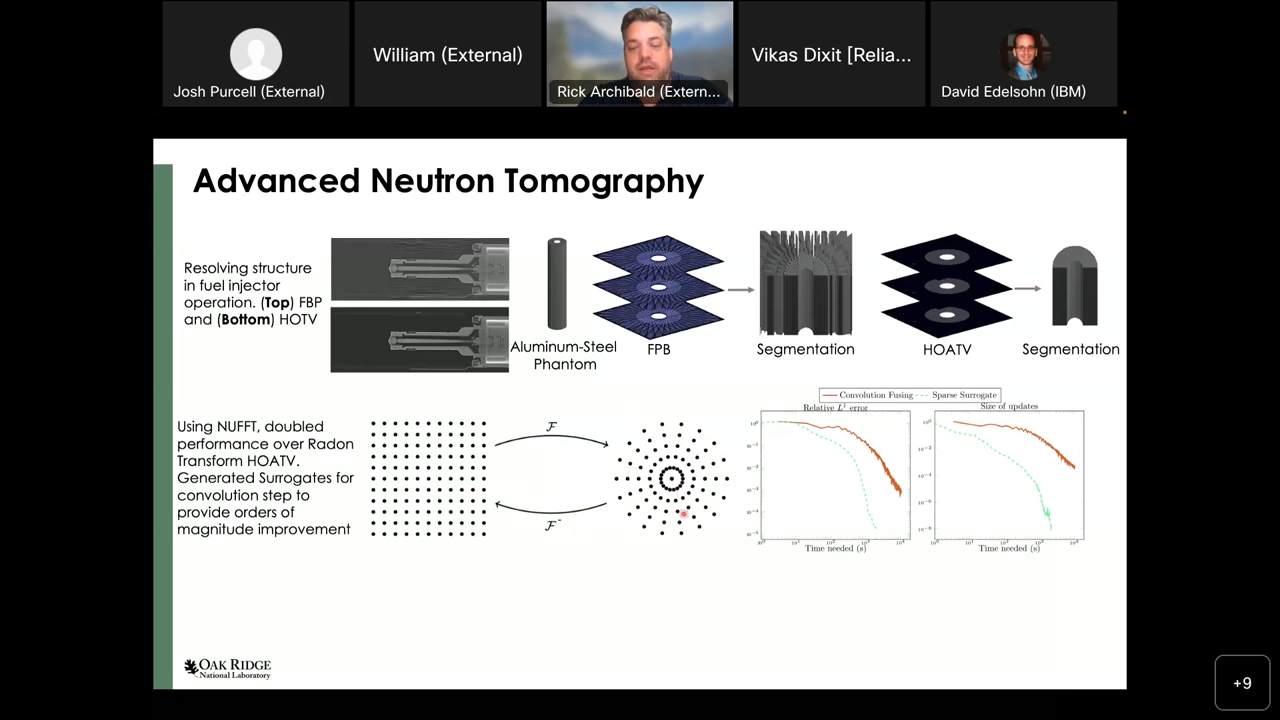 Josh Purcell (External)
William (External)
Rick Archibald (Extern...
Vikas Dixit [Relia...
David Edelsohn (IBM)
Advanced Neutron Tomography
Resolving structure
in fuel injector
operation. (Top) FBP
and (Bottom) HOTV
Aluminum-Steel
Phantom
FPB
Segmentation
HOATV
Segmentation
Using NUFFT, doubled
performance over Radon
Transform HOATV.
Generated Surrogates for
convolution step to
provide orders of
magnitude improvement
F
F⁻
Convolution Fusing
Sparse Surrogate
Relative L¹ error
Time needed (s)
Size of updates
Time needed (s)
OAK RIDGE
National Laboratory
+9